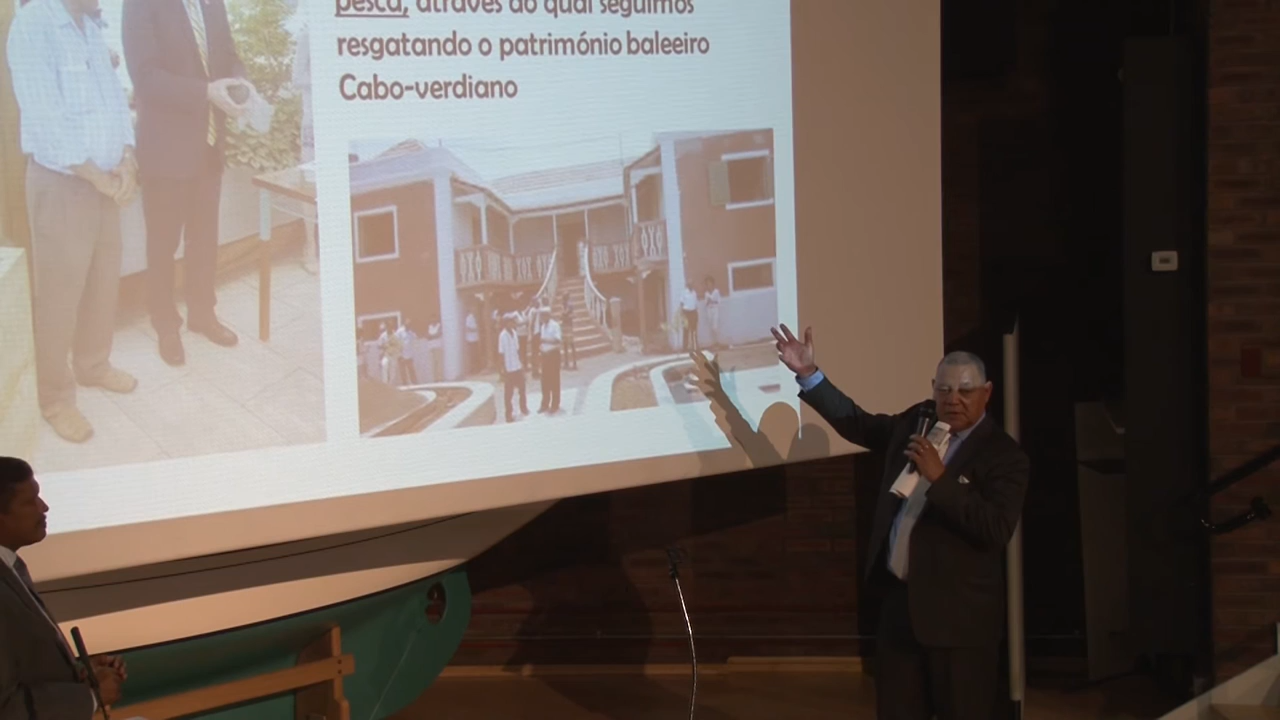 pesca, através do qual seguimos
resgatando o património baleeiro
Cabo-verdiano